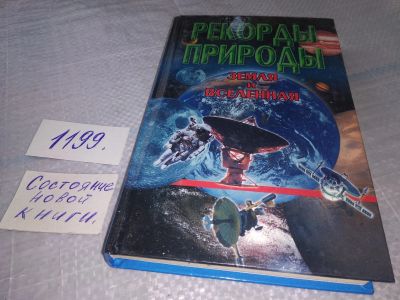 РЕКОРДЫ
ПРИРОДЫ
ЗЕМЛЯ И
ВСЕЛЕННАЯ
1199.
Состояние
новой
книги.